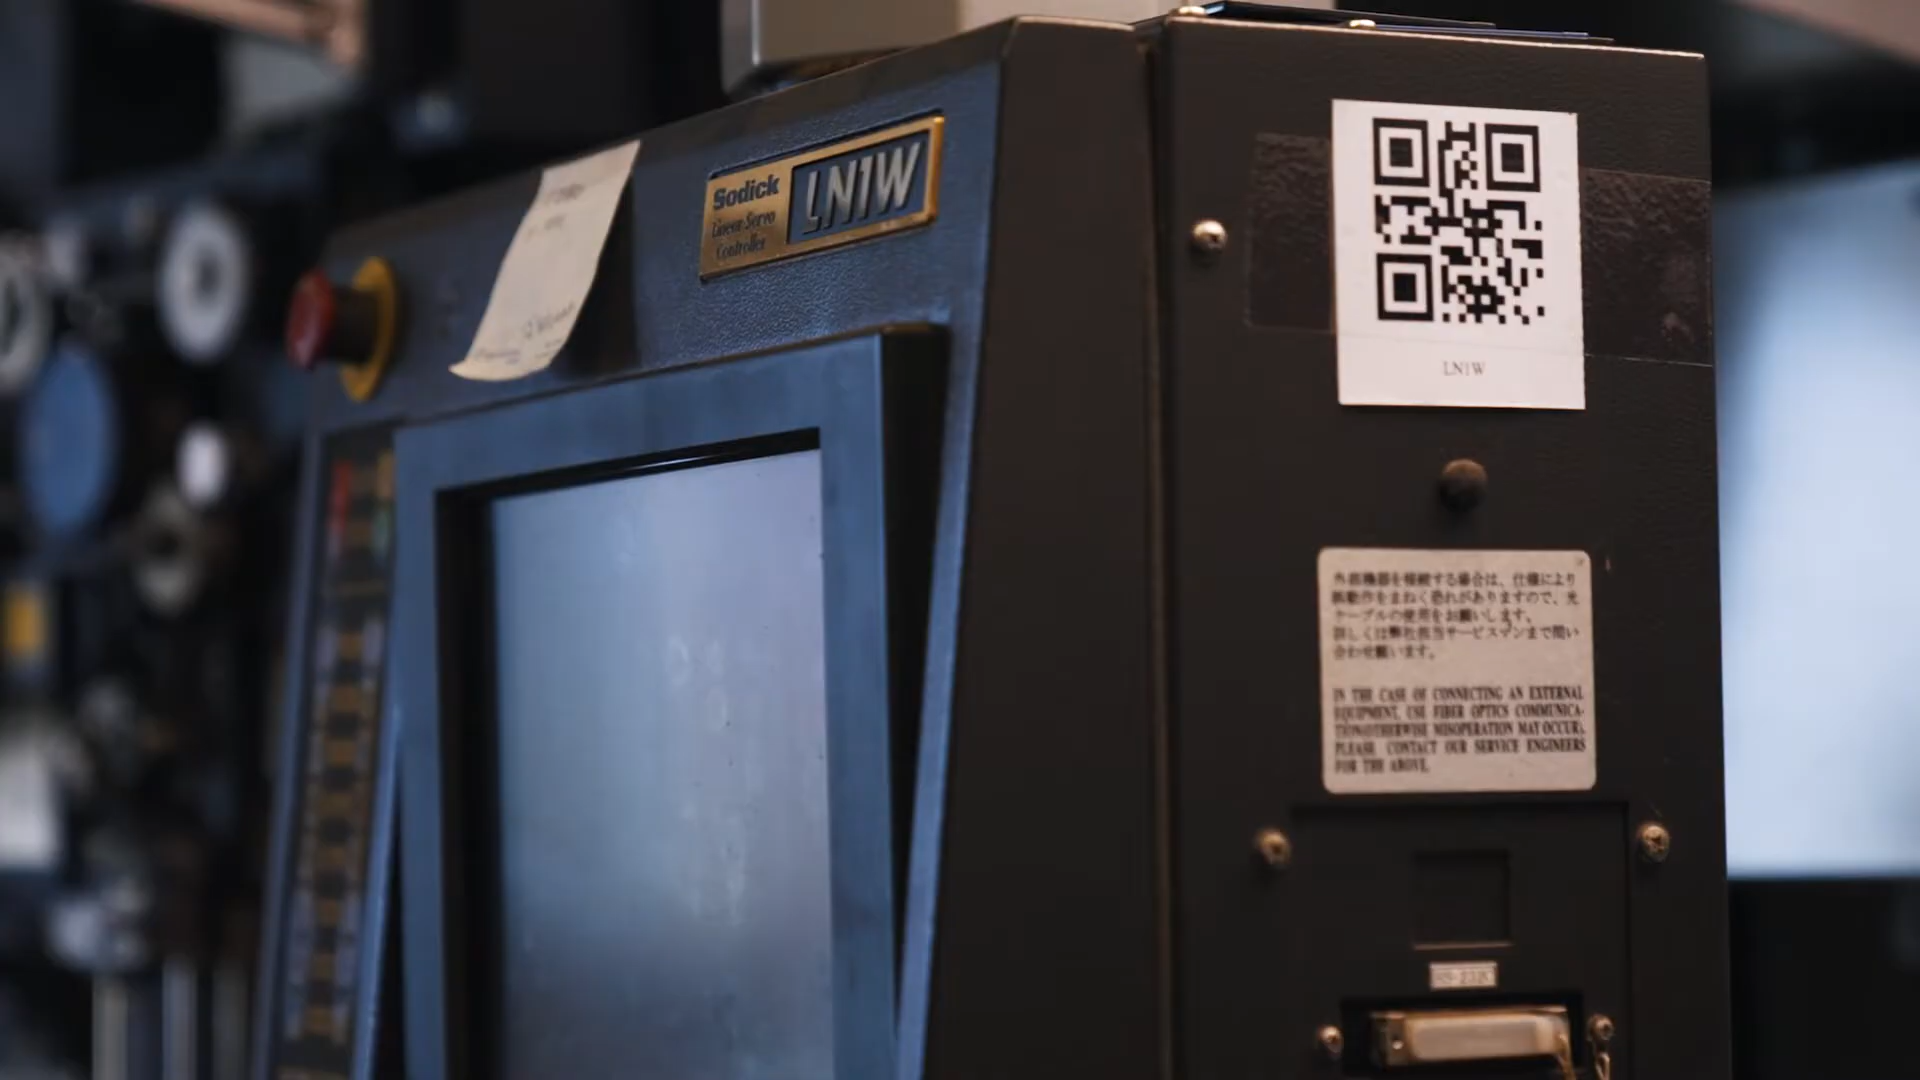 Sodick
Linear Servo
Controller
LN1W
LN1W
外部機器を接続する場合は、仕様により
誤動作をまねく恐れがありますので、光
ケーブルの使用をお願いします。
詳しくは弊社担当サービスマンまで問い
合わせ願います。
IN THE CASE OF CONNECTING AN EXTERNAL
EQUIPMENT, USE FIBER OPTICS COMMUNICA-
TION(OTHERWISE MISOPERATION MAY OCCUR).
PLEASE CONTACT OUR SERVICE ENGINEERS
FOR THE ABOVE.
RS-232C